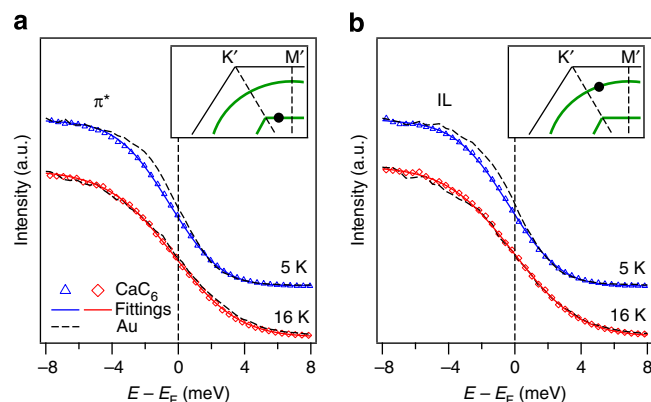 a
K′ M′
π*
Intensity (a.u.)
5 K
16 K
CaC6
Fittings
Au
−8 −4 0 4 8
E – EF (meV)
b
K′ M′
IL
Intensity (a.u.)
5 K
16 K
−8 −4 0 4 8
E – EF (meV)